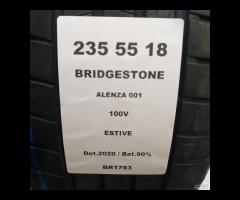 235 55 18
BRIDGESTONE
ALENZA 001
100V
ESTIVE
Dot.2020 / Bat.90%
BR1793